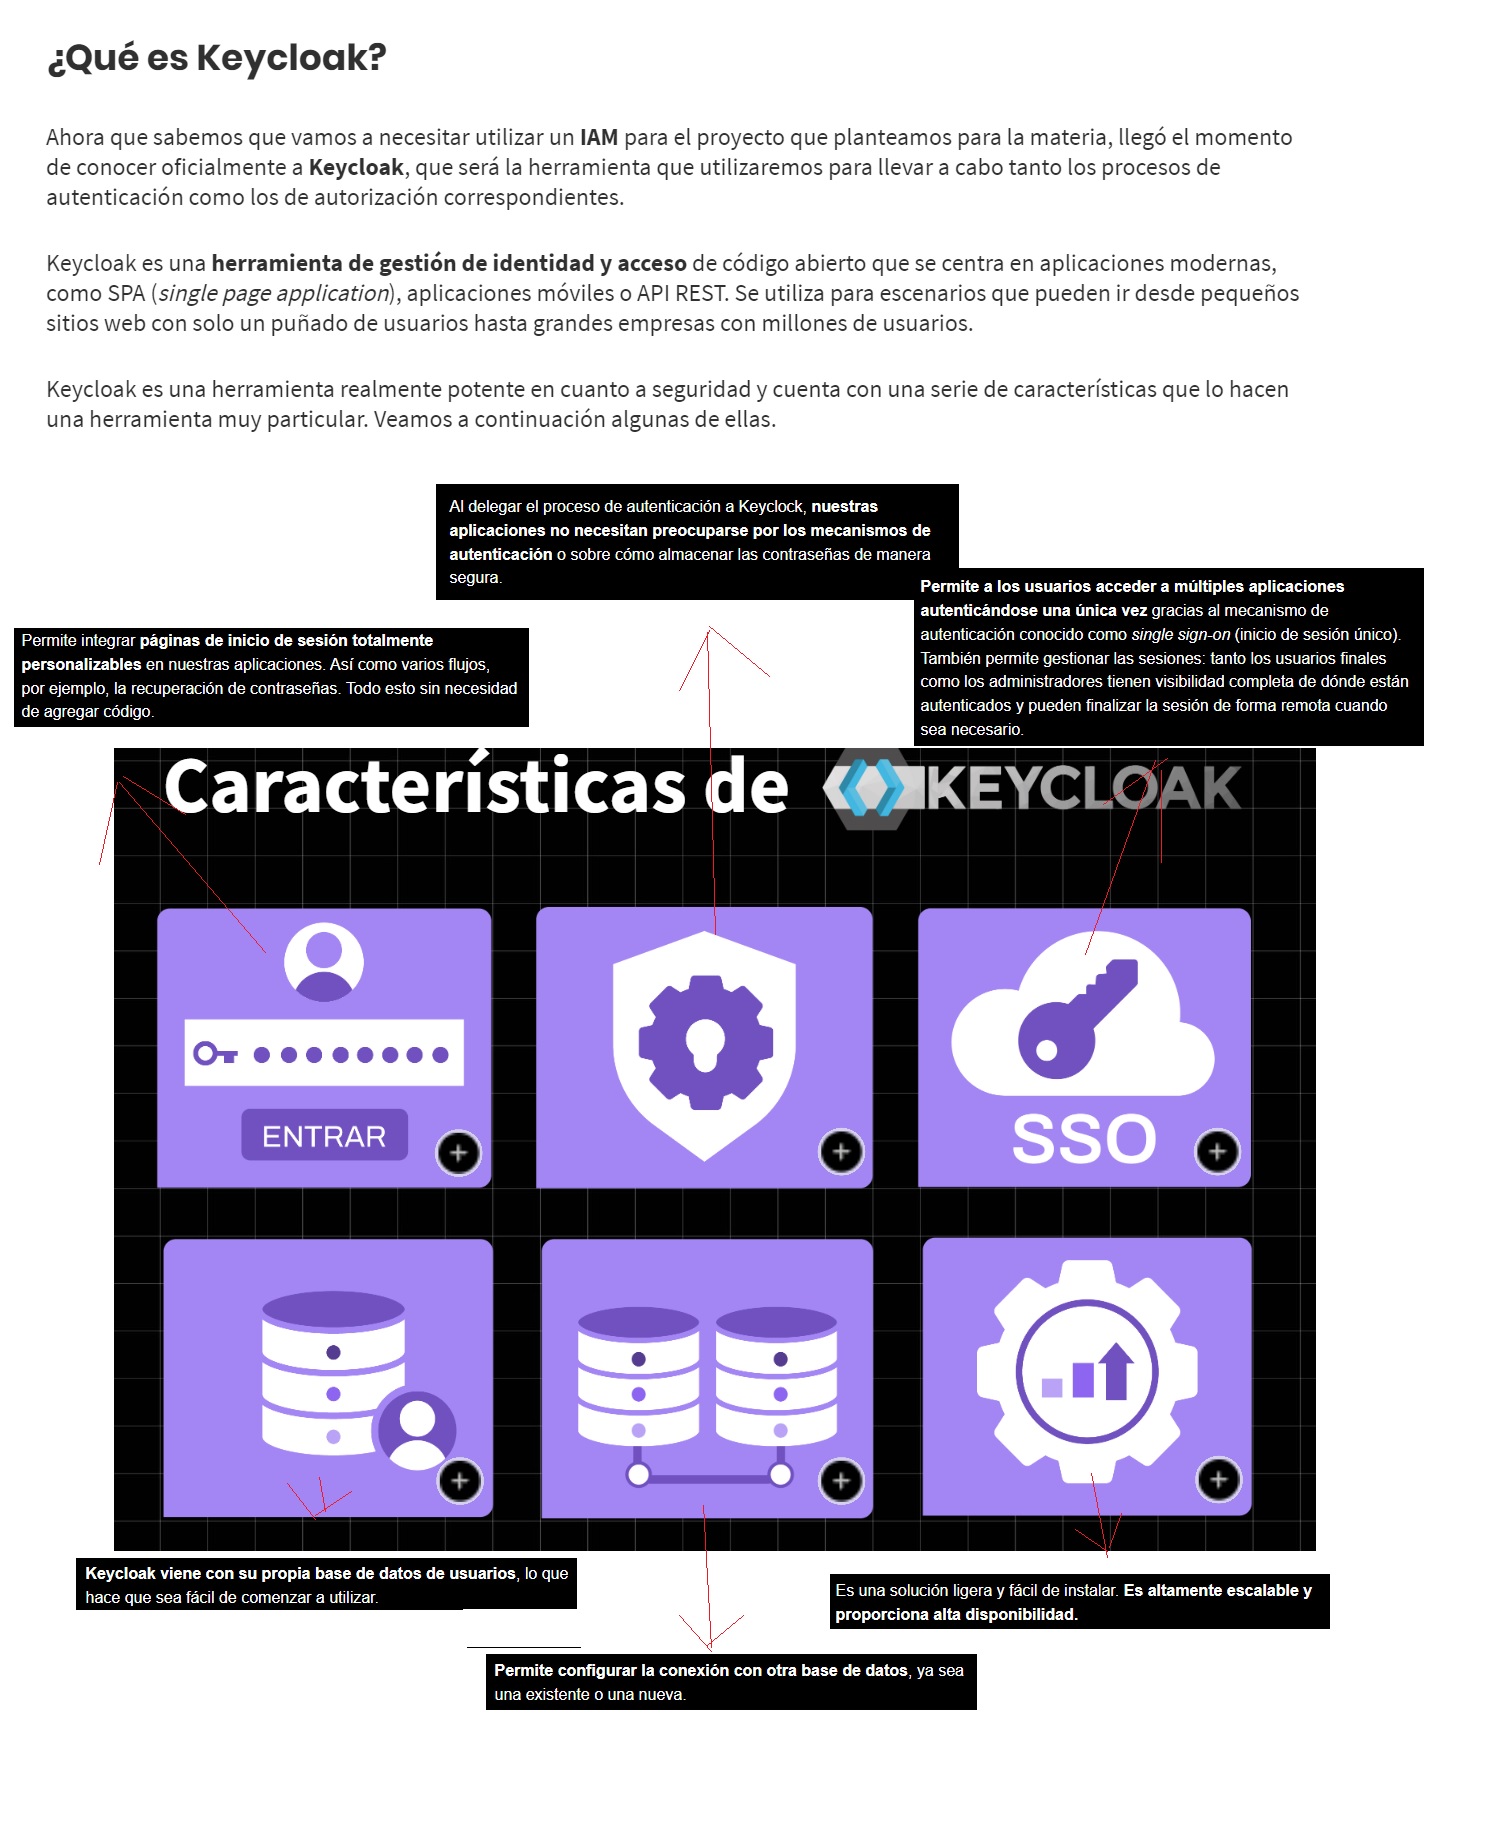 ¿Qué es Keycloak?
Ahora que sabemos que vamos a necesitar utilizar un IAM para el proyecto que planteamos para la materia, llegó el momento
de conocer oficialmente a Keycloak, que será la herramienta que utilizaremos para llevar a cabo tanto los procesos de
autenticación como los de autorización correspondientes.
Keycloak es una herramienta de gestión de identidad y acceso de código abierto que se centra en aplicaciones modernas,
como SPA (single page application), aplicaciones móviles o API REST. Se utiliza para escenarios que pueden ir desde pequeños
sitios web con solo un puñado de usuarios hasta grandes empresas con millones de usuarios.
Keycloak es una herramienta realmente potente en cuanto a seguridad y cuenta con una serie de características que lo hacen
una herramienta muy particular. Veamos a continuación algunas de ellas.
Al delegar el proceso de autenticación a Keyclock, nuestras
aplicaciones no necesitan preocuparse por los mecanismos de
autenticación o sobre cómo almacenar las contraseñas de manera
segura.
Permite a los usuarios acceder a múltiples aplicaciones
autenticándose una única vez gracias al mecanismo de
autenticación conocido como single sign-on (inicio de sesión único).
También permite gestionar las sesiones: tanto los usuarios finales
como los administradores tienen visibilidad completa de dónde están
autenticados y pueden finalizar la sesión de forma remota cuando
sea necesario.
Permite integrar páginas de inicio de sesión totalmente
personalizables en nuestras aplicaciones. Así como varios flujos,
por ejemplo, la recuperación de contraseñas. Todo esto sin necesidad
de agregar código.
Características de KEYCLOAK
ENTRAR
SSO
Keycloak viene con su propia base de datos de usuarios, lo que
hace que sea fácil de comenzar a utilizar.
Es una solución ligera y fácil de instalar. Es altamente escalable y
proporciona alta disponibilidad.
Permite configurar la conexión con otra base de datos, ya sea
una existente o una nueva.